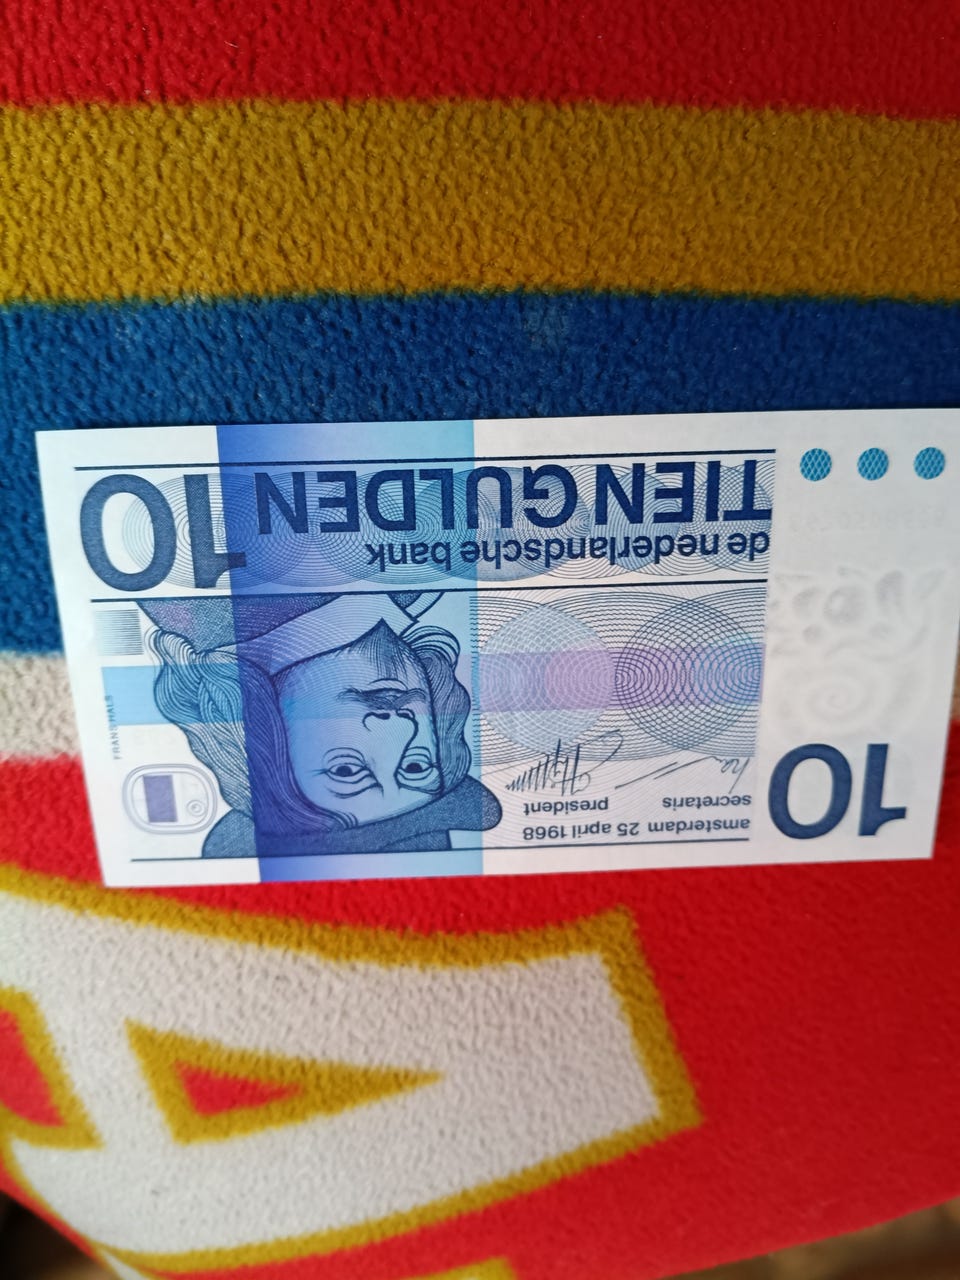 TIEN GULDEN 10
de nederlandsche bank
FRANS HALS
amsterdam 25 april 1968
secretaris president
10
A